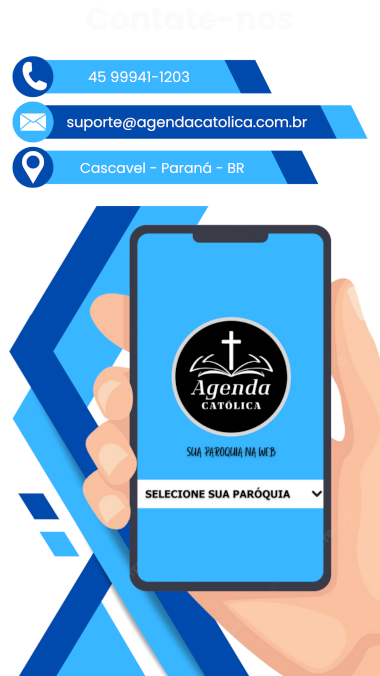 Contate-nos
45 99941-1203
suporte@agendacatolica.com.br
Cascavel - Paraná - BR
Agenda
CATÓLICA
SUA PAROQUIA NA WEB
SELECIONE SUA PARÓQUIA